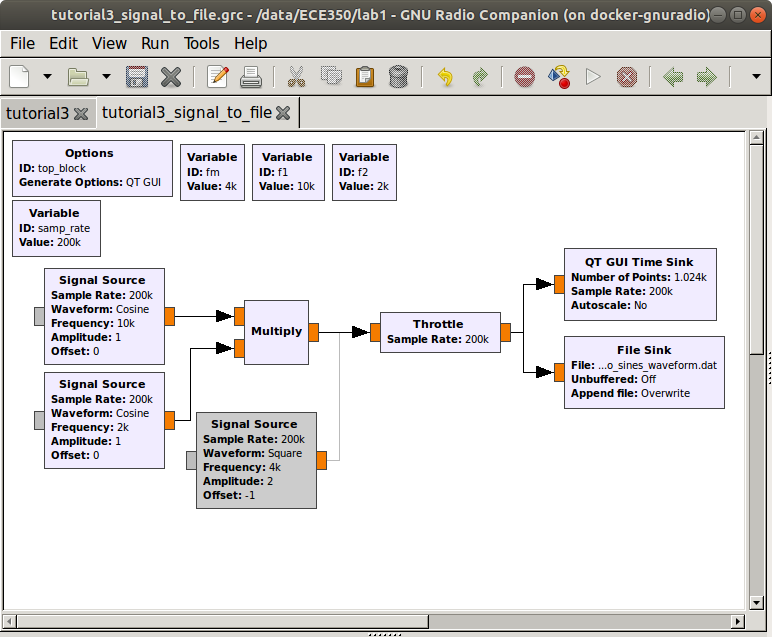 tutorial3_signal_to_file.grc - /data/ECE350/lab1 - GNU Radio Companion (on docker-gnuradio)
File Edit View Run Tools Help
tutorial3 tutorial3_signal_to_file
Options
ID: top_block
Generate Options: QT GUI
Variable
ID: fm
Value: 4k
Variable
ID: f1
Value: 10k
Variable
ID: f2
Value: 2k
Variable
ID: samp_rate
Value: 200k
Signal Source
Sample Rate: 200k
Waveform: Cosine
Frequency: 10k
Amplitude: 1
Offset: 0
Signal Source
Sample Rate: 200k
Waveform: Cosine
Frequency: 2k
Amplitude: 1
Offset: 0
Multiply
Signal Source
Sample Rate: 200k
Waveform: Square
Frequency: 4k
Amplitude: 2
Offset: -1
Throttle
Sample Rate: 200k
QT GUI Time Sink
Number of Points: 1.024k
Sample Rate: 200k
Autoscale: No
File Sink
File: ...o_sines_waveform.dat
Unbuffered: Off
Append file: Overwrite